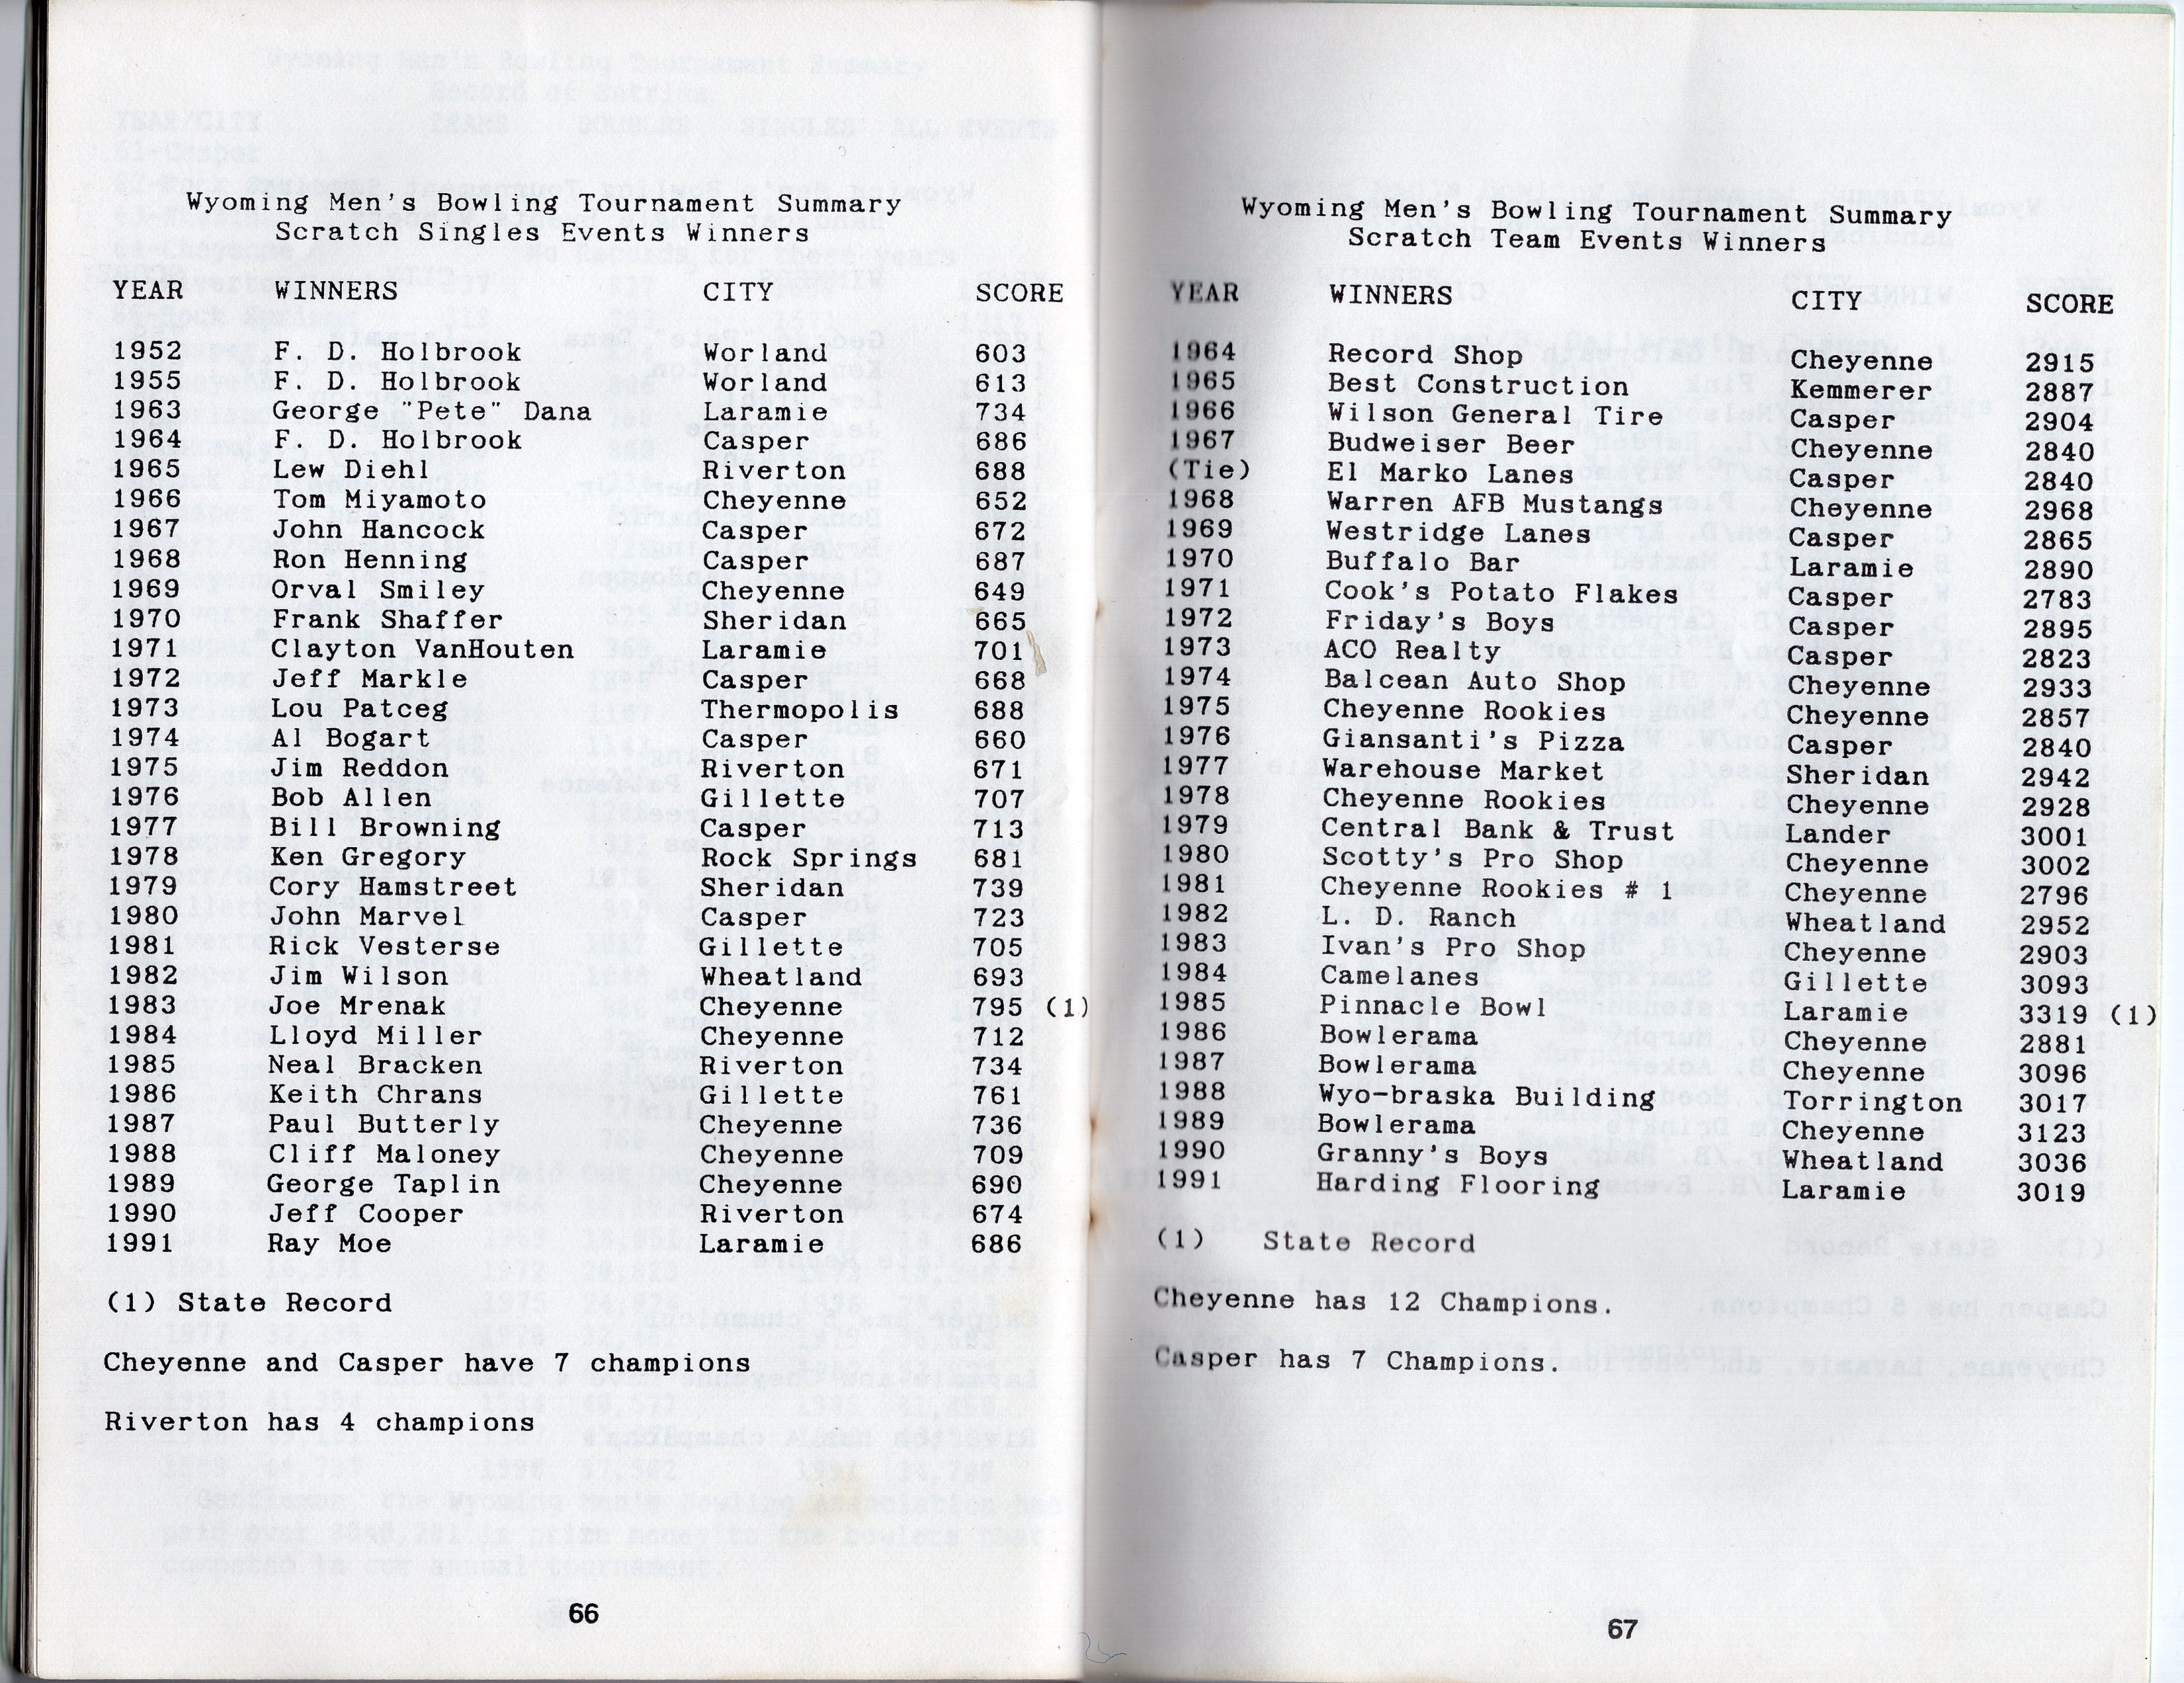 Wyoming Men's Bowling Tournament Summary
Scratch Singles Events Winners
YEAR WINNERS CITY SCORE
1952 F. D. Holbrook Worland 603
1955 F. D. Holbrook Worland 613
1963 George "Pete" Dana Laramie 734
1964 F. D. Holbrook Casper 686
1965 Lew Diehl Riverton 688
1966 Tom Miyamoto Cheyenne 652
1967 John Hancock Casper 672
1968 Ron Henning Casper 687
1969 Orval Smiley Cheyenne 649
1970 Frank Shaffer Sheridan 665
1971 Clayton VanHouten Laramie 701
1972 Jeff Markle Casper 668
1973 Lou Patceg Thermopolis 688
1974 Al Bogart Casper 660
1975 Jim Reddon Riverton 671
1976 Bob Allen Gillette 707
1977 Bill Browning Casper 713
1978 Ken Gregory Rock Springs 681
1979 Cory Hamstreet Sheridan 739
1980 John Marvel Casper 723
1981 Rick Vesterse Gillette 705
1982 Jim Wilson Wheatland 693
1983 Joe Mrenak Cheyenne 795 (1)
1984 Lloyd Miller Cheyenne 712
1985 Neal Bracken Riverton 734
1986 Keith Chrans Gillette 761
1987 Paul Butterly Cheyenne 736
1988 Cliff Maloney Cheyenne 709
1989 George Taplin Cheyenne 690
1990 Jeff Cooper Riverton 674
1991 Ray Moe Laramie 686
(1) State Record
Cheyenne and Casper have 7 champions
Riverton has 4 champions
66
Wyoming Men's Bowling Tournament Summary
Scratch Team Events Winners
YEAR WINNERS CITY SCORE
1964 Record Shop Cheyenne 2915
1965 Best Construction Kemmerer 2887
1966 Wilson General Tire Casper 2904
1967 Budweiser Beer Cheyenne 2840
(Tie) El Marko Lanes Casper 2840
1968 Warren AFB Mustangs Cheyenne 2968
1969 Westridge Lanes Casper 2865
1970 Buffalo Bar Laramie 2890
1971 Cook's Potato Flakes Casper 2783
1972 Friday's Boys Casper 2895
1973 ACO Realty Casper 2823
1974 Balcean Auto Shop Cheyenne 2933
1975 Cheyenne Rookies Cheyenne 2857
1976 Giansanti's Pizza Casper 2840
1977 Warehouse Market Sheridan 2942
1978 Cheyenne Rookies Cheyenne 2928
1979 Central Bank & Trust Lander 3001
1980 Scotty's Pro Shop Cheyenne 3002
1981 Cheyenne Rookies # 1 Cheyenne 2796
1982 L. D. Ranch Wheatland 2952
1983 Ivan's Pro Shop Cheyenne 2903
1984 Camelanes Gillette 3093
1985 Pinnacle Bowl Laramie 3319 (1)
1986 Bowlerama Cheyenne 2881
1987 Bowlerama Cheyenne 3096
1988 Wyo-braska Building Torrington 3017
1989 Bowlerama Cheyenne 3123
1990 Granny's Boys Wheatland 3036
1991 Harding Flooring Laramie 3019
(1) State Record
Cheyenne has 12 Champions.
Casper has 7 Champions.
67